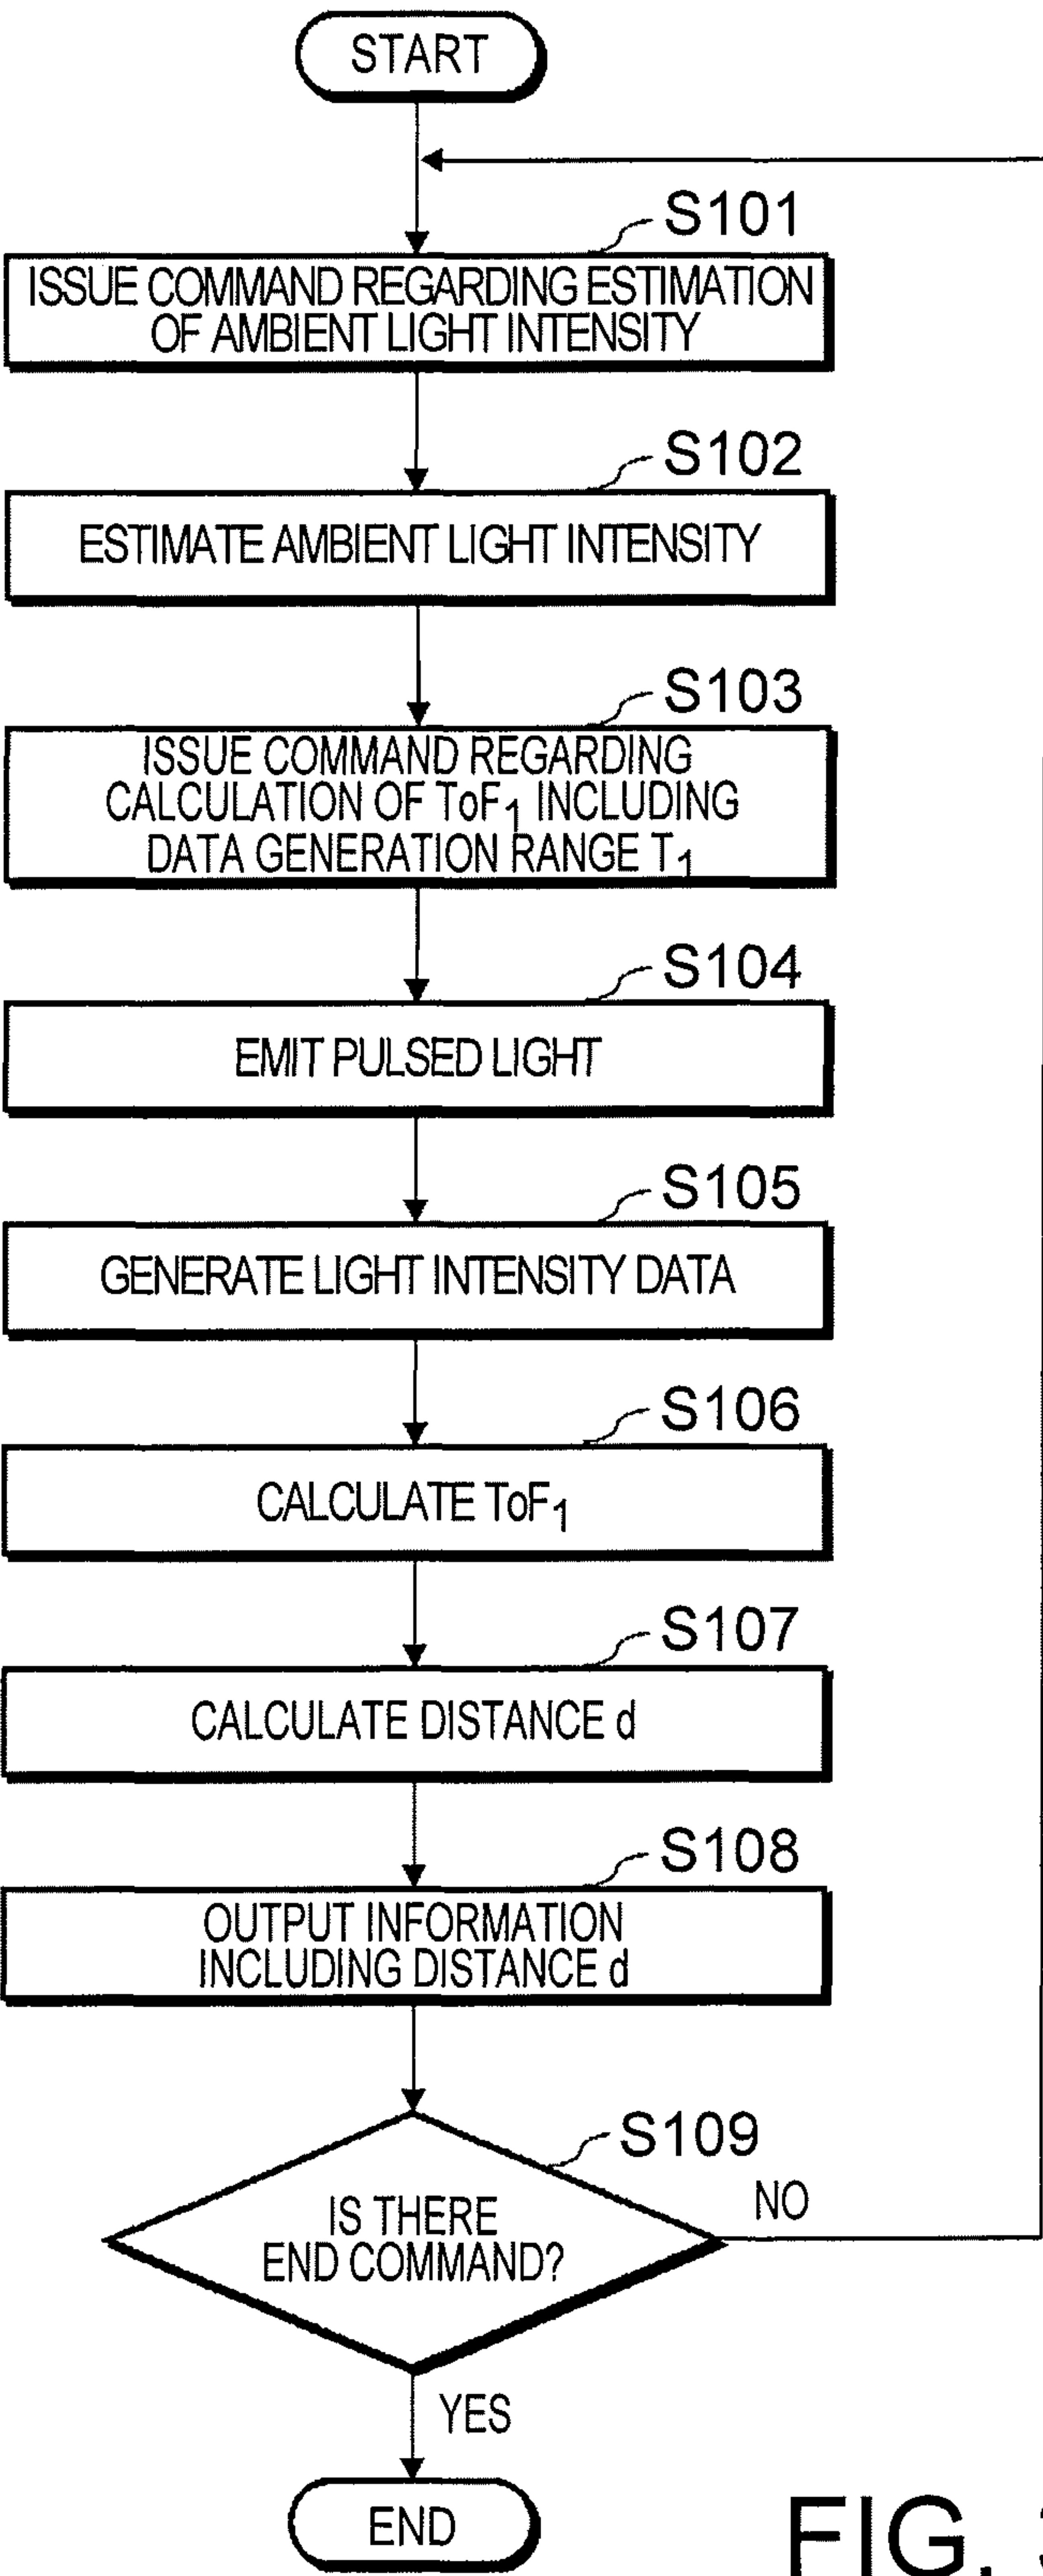 START
S101
ISSUE COMMAND REGARDING ESTIMATION
OF AMBIENT LIGHT INTENSITY
S102
ESTIMATE AMBIENT LIGHT INTENSITY
S103
ISSUE COMMAND REGARDING
CALCULATION OF ToF1 INCLUDING
DATA GENERATION RANGE T1
S104
EMIT PULSED LIGHT
S105
GENERATE LIGHT INTENSITY DATA
S106
CALCULATE ToF1
S107
CALCULATE DISTANCE d
S108
OUTPUT INFORMATION
INCLUDING DISTANCE d
S109
IS THERE
END COMMAND?
NO
YES
END
FIG.